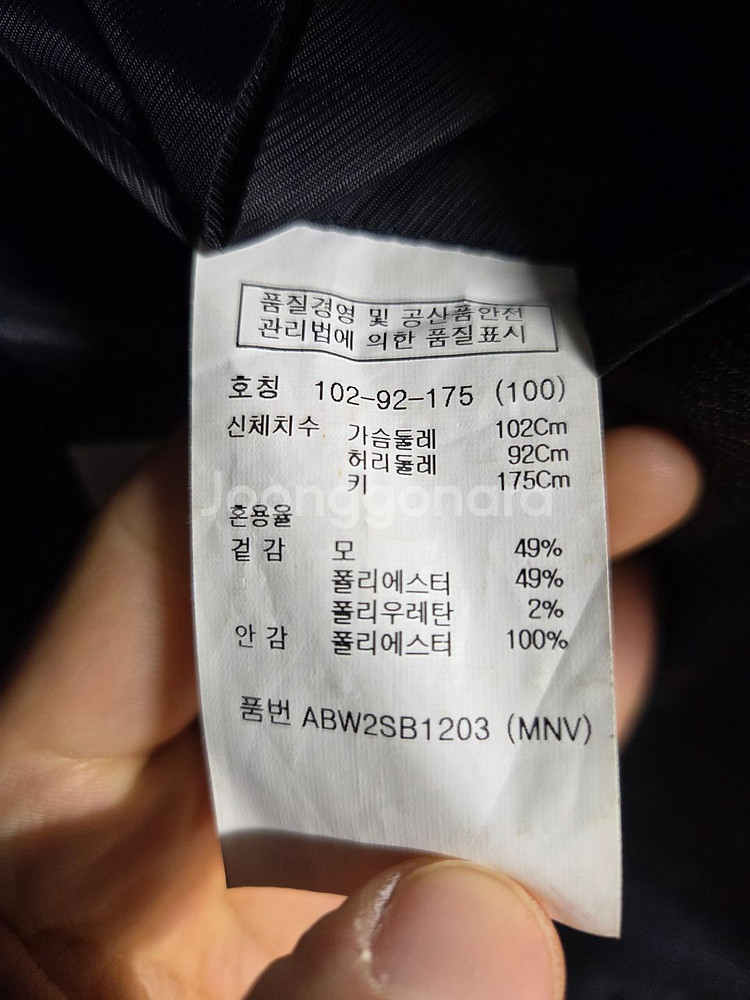 품질경영 및 공산품안전
관리법에 의한 품질표시
호칭 102-92-175 (100)
신체치수 가슴둘레 102Cm
허리둘레 92Cm
키 175Cm
Joonggonara
혼용율
겉감 모 49%
폴리에스터 49%
폴리우레탄 2%
안감 폴리에스터 100%
품번 ABW2SB1203 (MNV)